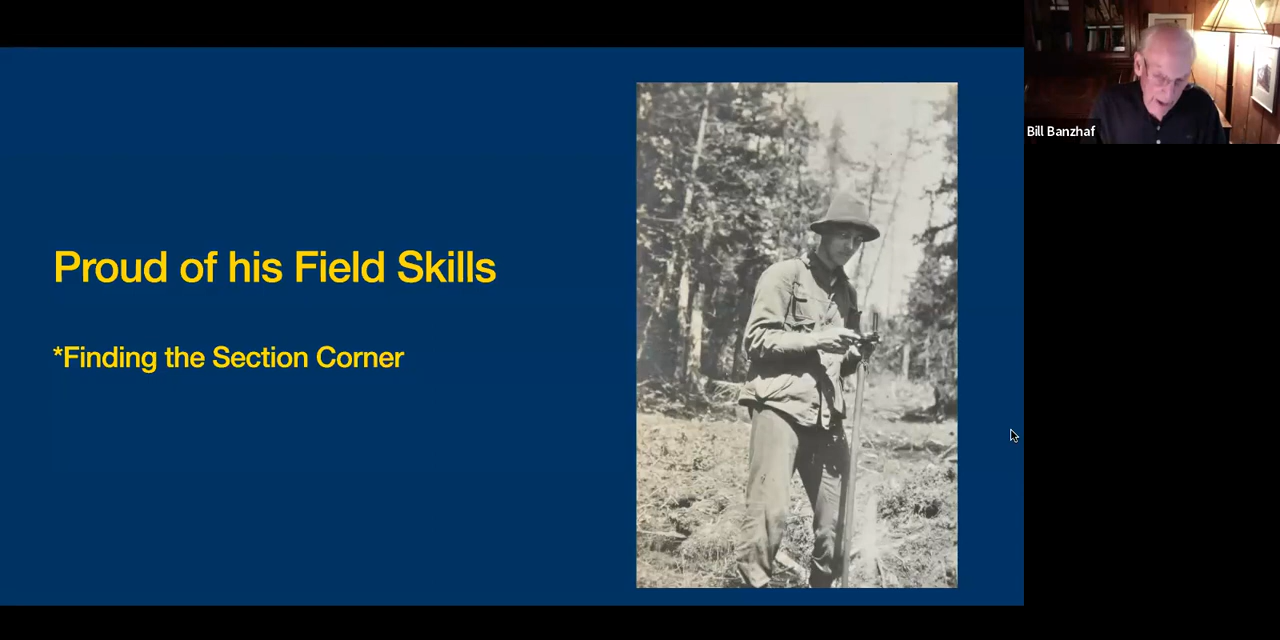 Proud of his Field Skills
*Finding the Section Corner
Bill Banzhaf